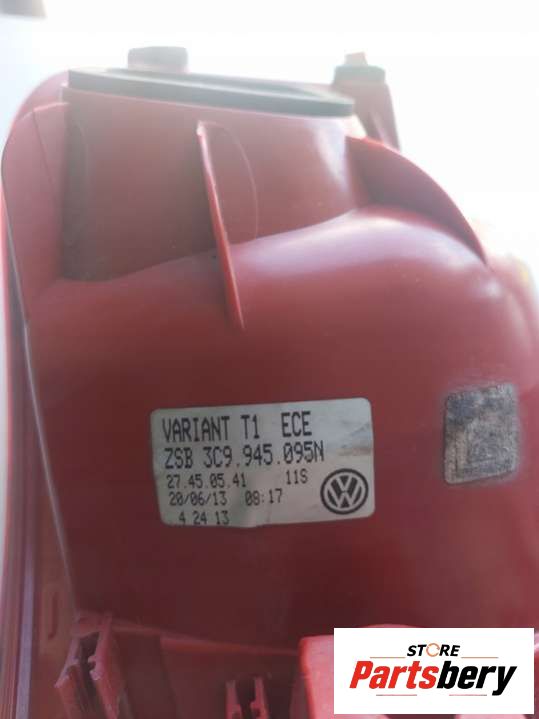 VARIANT T1 ECE
ZSB 3C9.945.095N
27.45.05.41 11S
20/06/13 08:17
4 24 13
STORE
Partsbery